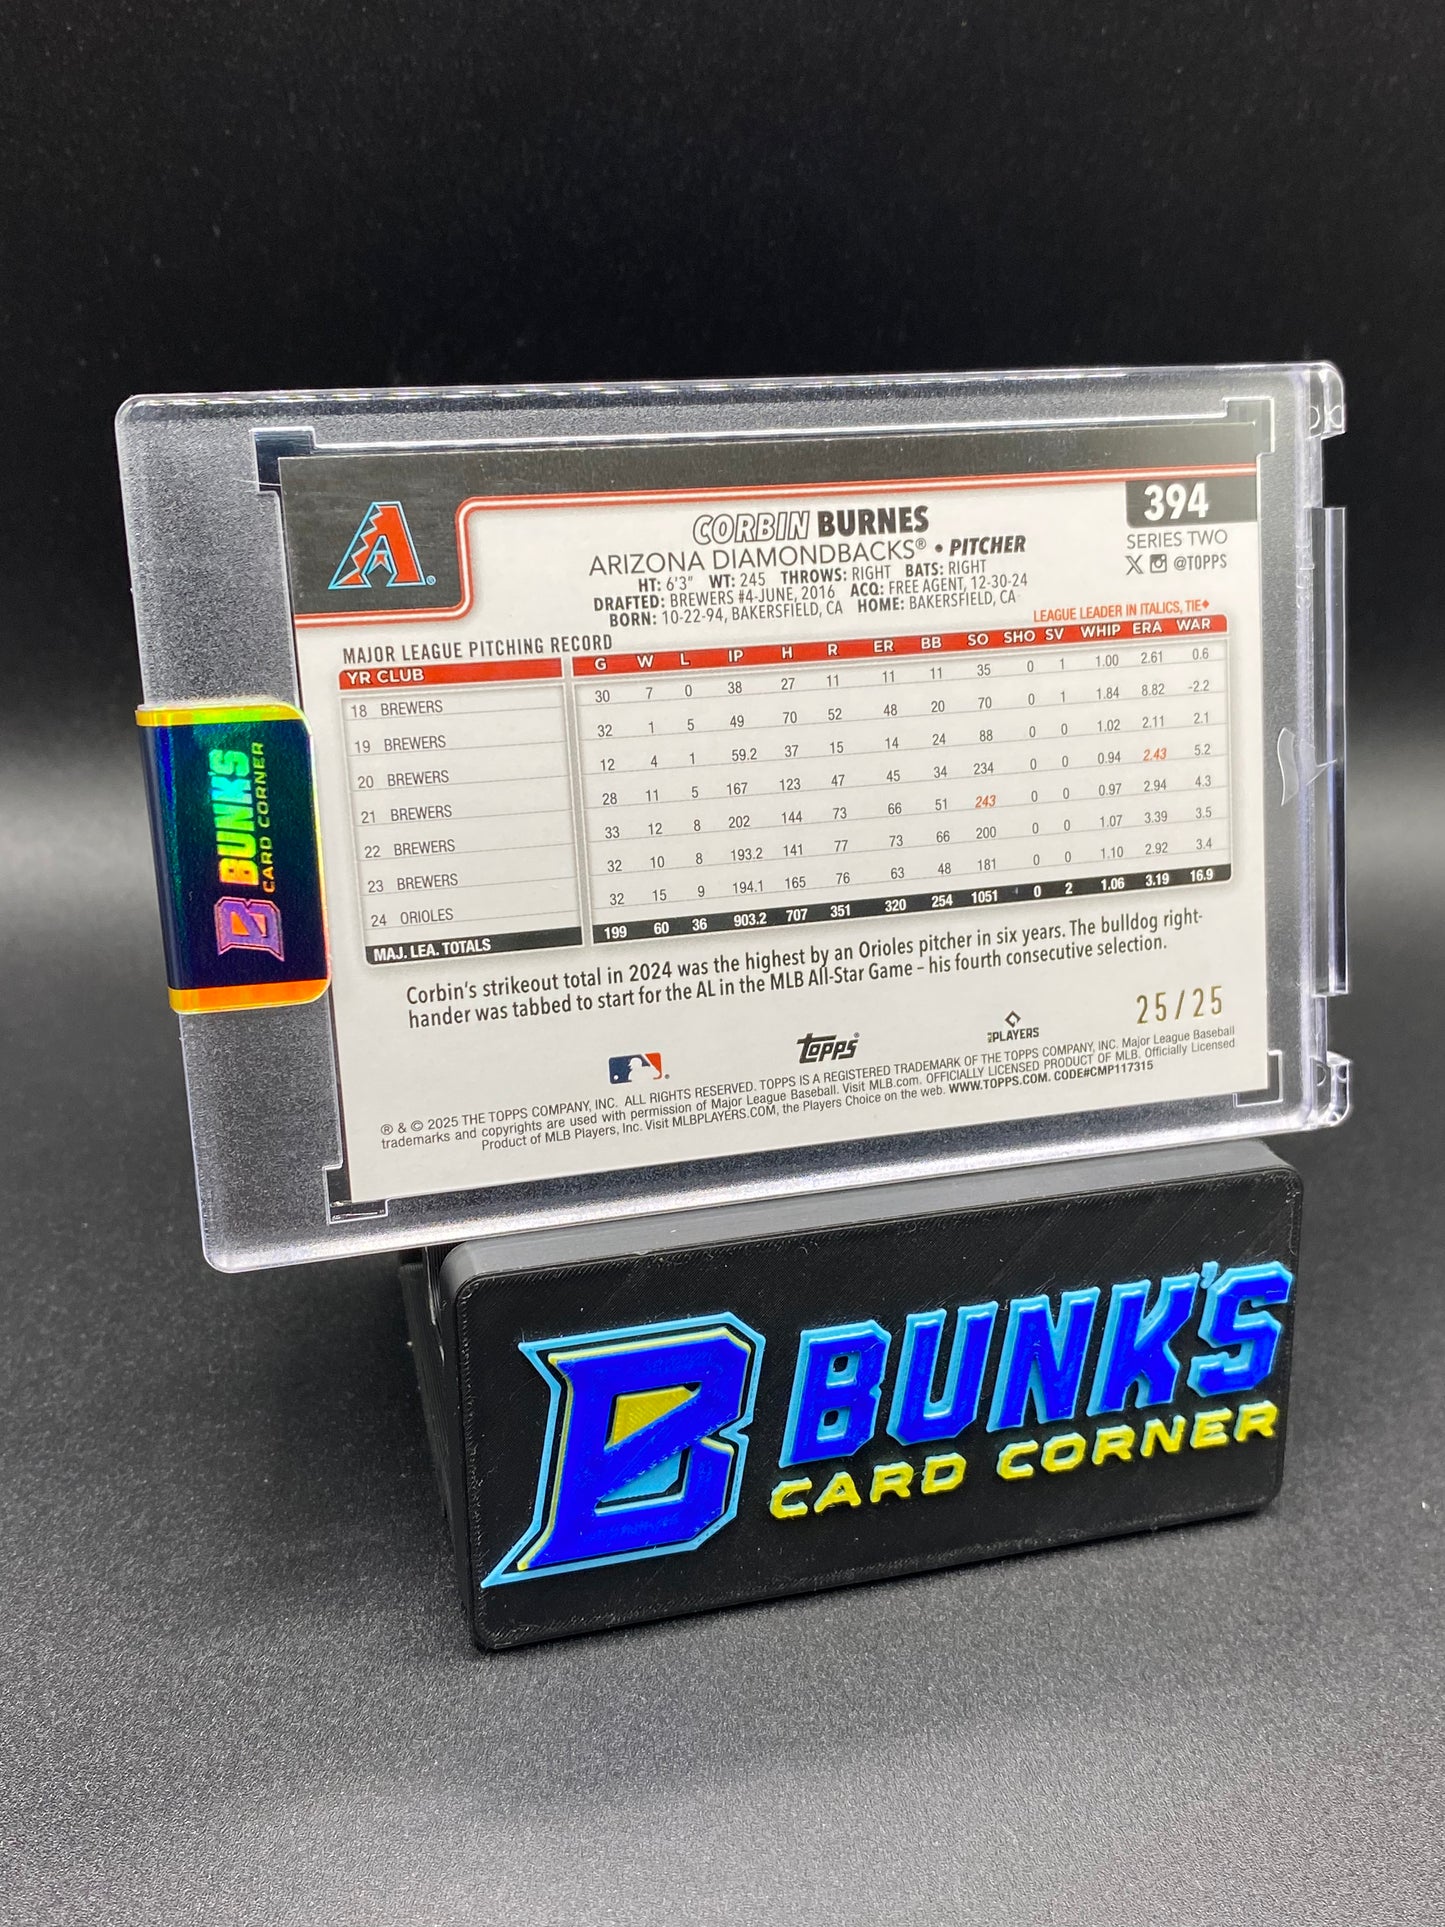 394
SERIES TWO
@TOPPS
CORBIN BURNES
ARIZONA DIAMONDBACKS® • PITCHER
HT: 6'3" WT: 245 THROWS: RIGHT BATS: RIGHT
DRAFTED: BREWERS #4-JUNE, 2016 ACQ: FREE AGENT, 12-30-24
BORN: 10-22-94, BAKERSFIELD, CA HOME: BAKERSFIELD, CA
LEAGUE LEADER IN ITALICS, TIE♦
MAJOR LEAGUE PITCHING RECORD
YR CLUB G W L IP H R ER BB SO SHO SV WHIP ERA WAR
18 BREWERS 30 7 0 38 27 11 11 11 35 0 1 1.00 2.61 0.6
19 BREWERS 32 1 5 49 70 52 48 20 70 0 1 1.84 8.82 -2.2
20 BREWERS 12 4 1 59.2 37 15 14 24 88 0 0 1.02 2.11 2.1
21 BREWERS 28 11 5 167 123 47 45 34 234 0 0 0.94 2.43 5.2
22 BREWERS 33 12 8 202 144 73 66 51 243 0 0 0.97 2.94 4.3
23 BREWERS 32 10 8 193.2 141 77 73 66 200 0 0 1.07 3.39 3.5
24 ORIOLES 32 15 9 194.1 165 76 63 48 181 0 0 1.10 2.92 3.4
MAJ. LEA. TOTALS 199 60 36 903.2 707 351 320 254 1051 0 2 1.06 3.19 16.9
Corbin's strikeout total in 2024 was the highest by an Orioles pitcher in six years. The bulldog right-
hander was tabbed to start for the AL in the MLB All-Star Game – his fourth consecutive selection.
25/25
TOPPS
PLAYERS
® & © 2025 THE TOPPS COMPANY, INC. ALL RIGHTS RESERVED. TOPPS IS A REGISTERED TRADEMARK OF THE TOPPS COMPANY, INC. Major League Baseball
trademarks and copyrights are used with permission of Major League Baseball. Visit MLB.com. OFFICIALLY LICENSED PRODUCT OF MLB. Officially Licensed
Product of MLB Players, Inc. Visit MLBPLAYERS.COM, the Players Choice on the web. WWW.TOPPS.COM. CODE#CMP117315
BUNK'S
CARD CORNER
BUNK'S
CARD CORNER